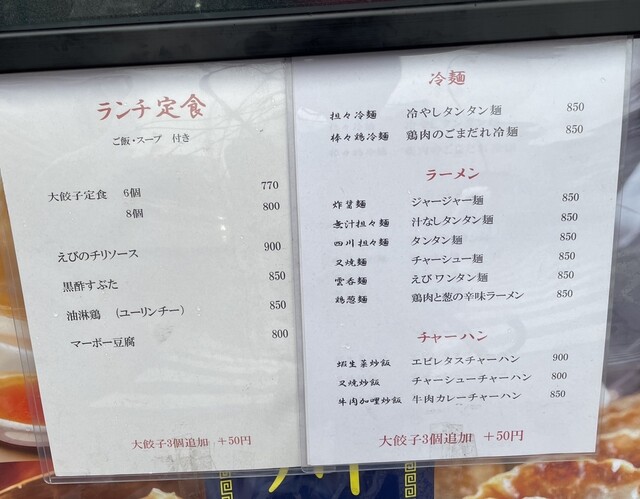 ランチ定食
ご飯・スープ 付き
大餃子定食 6個 770
8個 800
えびのチリソース 900
黒酢すぶた 850
油淋鶏 （ユーリンチー） 850
マーボー豆腐 800
大餃子3個追加 ＋50円
冷麺
担々冷麺 冷やしタンタン麺 850
棒々鶏冷麺 鶏肉のごまだれ冷麺 850
ラーメン
炸醤麺 ジャージャー麺 850
無汁担々麺 汁なしタンタン麺 850
四川担々麺 タンタン麺 850
叉焼麺 チャーシュー麺 850
雲呑麺 えびワンタン麺 850
鶏葱麺 鶏肉と葱の辛味ラーメン 850
チャーハン
蝦生菜炒飯 エビレタスチャーハン 900
叉焼炒飯 チャーシューチャーハン 800
牛肉加哩炒飯 牛肉カレーチャーハン 850
大餃子3個追加 ＋50円